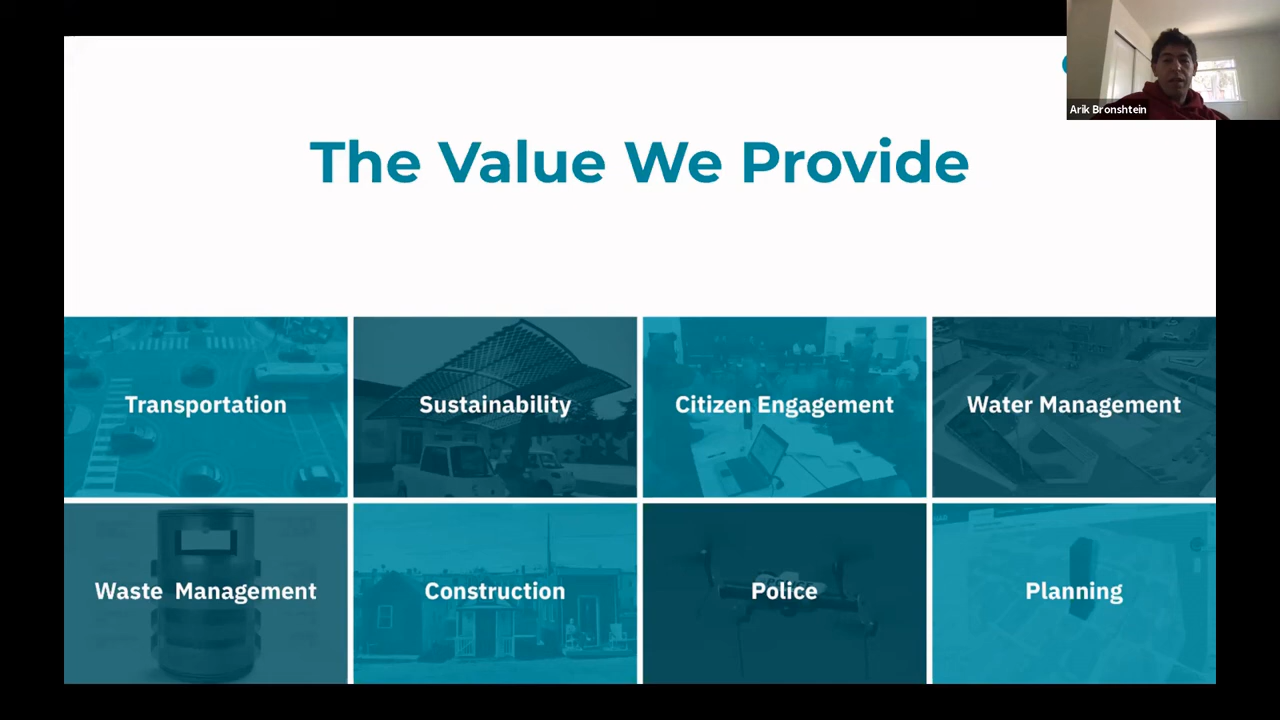 Arik Bronshtein
The Value We Provide
Transportation
Sustainability
Citizen Engagement
Water Management
Waste Management
Construction
Police
Planning